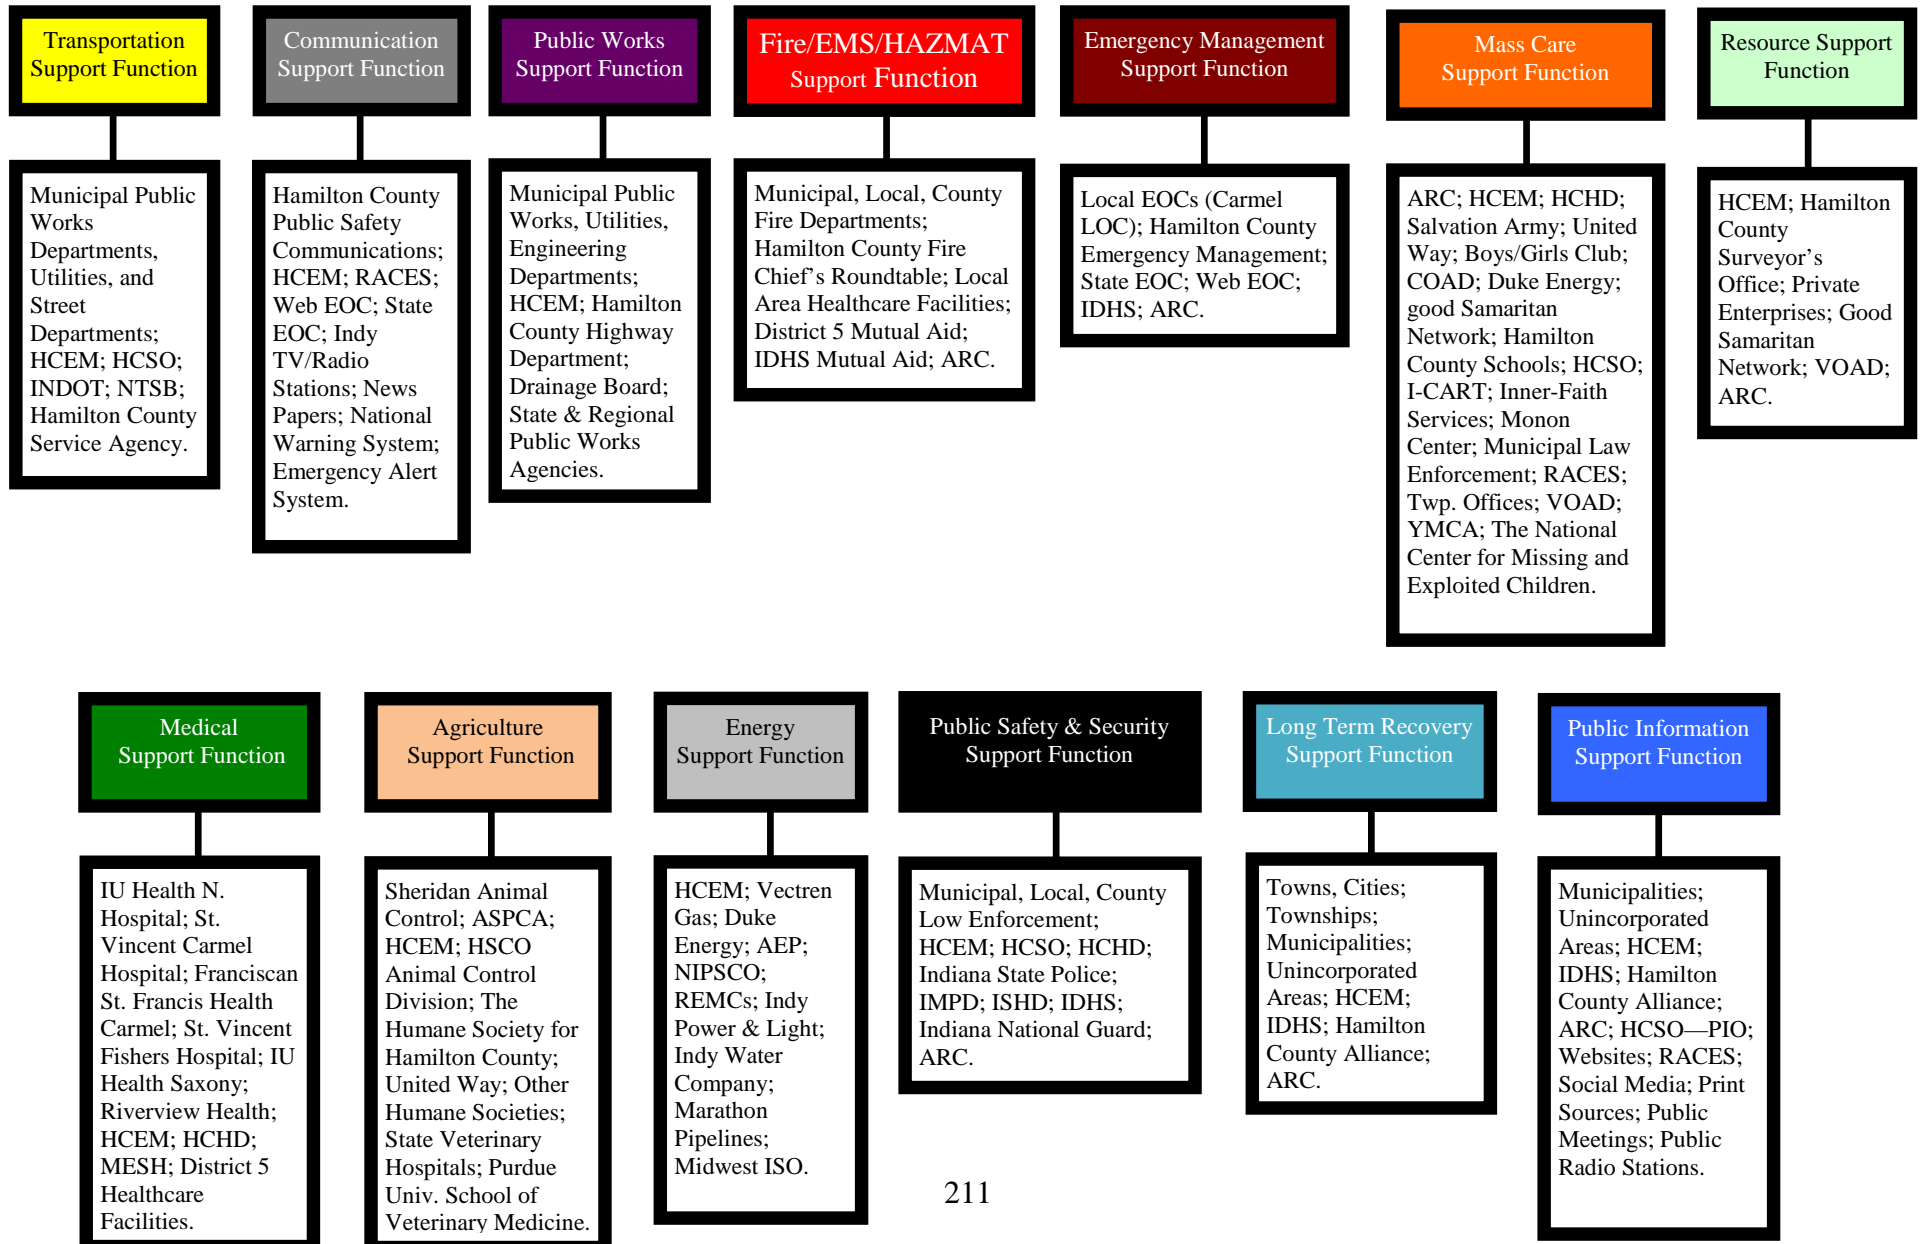 Transportation
Support Function
Municipal Public
Works
Departments,
Utilities, and
Street
Departments;
HCEM; HCSO;
INDOT; NTSB;
Hamilton County
Service Agency.
Communication
Support Function
Hamilton County
Public Safety
Communications;
HCEM; RACES;
Web EOC; State
EOC; Indy
TV/Radio
Stations; News
Papers; National
Warning System;
Emergency Alert
System.
Public Works
Support Function
Municipal Public
Works, Utilities,
Engineering
Departments;
HCEM; Hamilton
County Highway
Department;
Drainage Board;
State & Regional
Public Works
Agencies.
Fire/EMS/HAZMAT
Support Function
Municipal, Local, County
Fire Departments;
Hamilton County Fire
Chief's Roundtable; Local
Area Healthcare Facilities;
District 5 Mutual Aid;
IDHS Mutual Aid; ARC.
Emergency Management
Support Function
Local EOCs (Carmel
LOC); Hamilton County
Emergency Management;
State EOC; Web EOC;
IDHS; ARC.
Mass Care
Support Function
ARC; HCEM; HCHD;
Salvation Army; United
Way; Boys/Girls Club;
COAD; Duke Energy;
good Samaritan
Network; Hamilton
County Schools; HCSO;
I-CART; Inner-Faith
Services; Monon
Center; Municipal Law
Enforcement; RACES;
Twp. Offices; VOAD;
YMCA; The National
Center for Missing and
Exploited Children.
Resource Support
Function
HCEM; Hamilton
County
Surveyor's
Office; Private
Enterprises; Good
Samaritan
Network; VOAD;
ARC.
Medical
Support Function
IU Health N.
Hospital; St.
Vincent Carmel
Hospital; Franciscan
St. Francis Health
Carmel; St. Vincent
Fishers Hospital; IU
Health Saxony;
Riverview Health;
HCEM; HCHD;
MESH; District 5
Healthcare
Facilities.
Agriculture
Support Function
Sheridan Animal
Control; ASPCA;
HCEM; HSCO
Animal Control
Division; The
Humane Society for
Hamilton County;
United Way; Other
Humane Societies;
State Veterinary
Hospitals; Purdue
Univ. School of
Veterinary Medicine.
Energy
Support Function
HCEM; Vectren
Gas; Duke
Energy; AEP;
NIPSCO;
REMCs; Indy
Power & Light;
Indy Water
Company;
Marathon
Pipelines;
Midwest ISO.
Public Safety & Security
Support Function
Municipal, Local, County
Low Enforcement;
HCEM; HCSO; HCHD;
Indiana State Police;
IMPD; ISHD; IDHS;
Indiana National Guard;
ARC.
Long Term Recovery
Support Function
Towns, Cities;
Townships;
Municipalities;
Unincorporated
Areas; HCEM;
IDHS; Hamilton
County Alliance;
ARC.
Public Information
Support Function
Municipalities;
Unincorporated
Areas; HCEM;
IDHS; Hamilton
County Alliance;
ARC; HCSO—PIO;
Websites; RACES;
Social Media; Print
Sources; Public
Meetings; Public
Radio Stations.
211